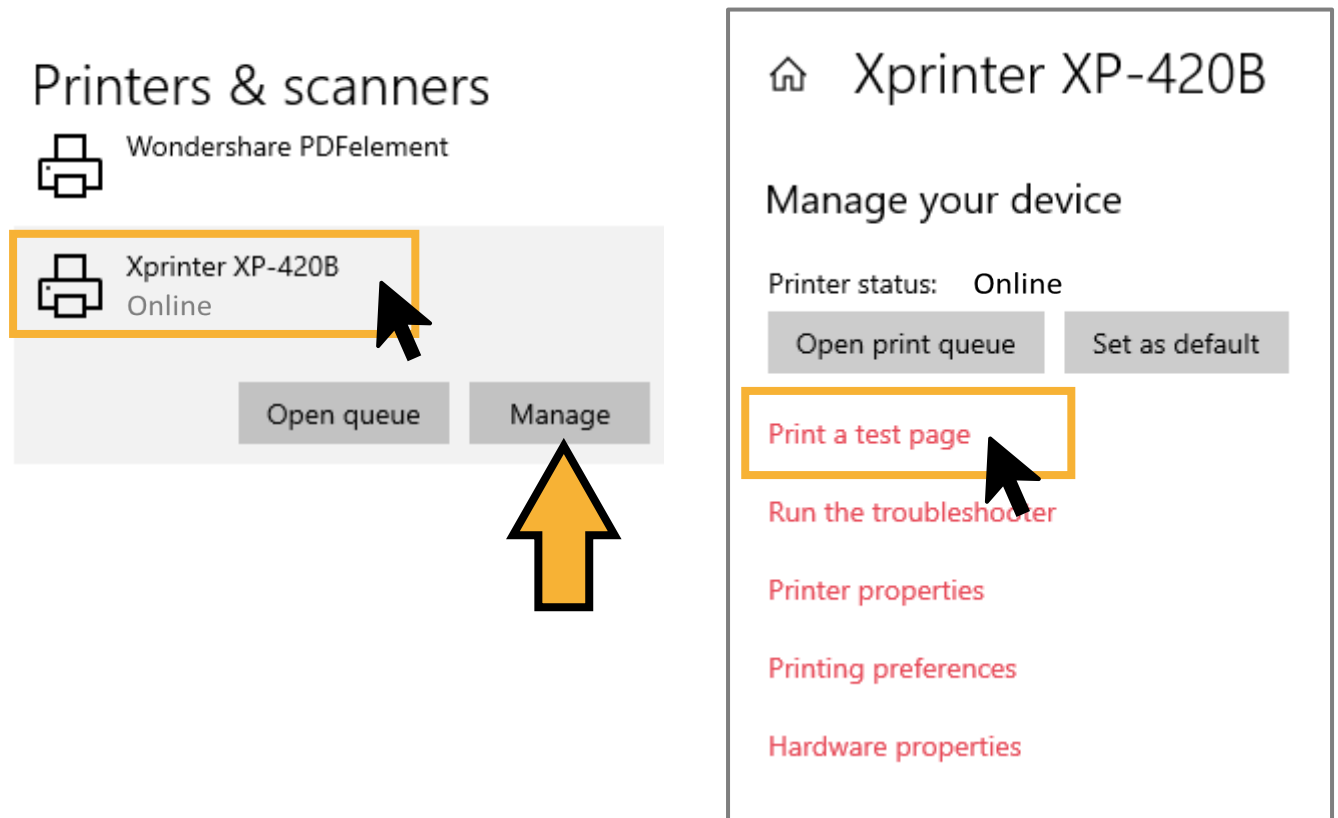 Printers & scanners
Wondershare PDFelement
Xprinter XP-420B
Online
Open queue
Manage
Xprinter XP-420B
Manage your device
Printer status: Online
Open print queue
Set as default
Print a test page
Run the troubleshooter
Printer properties
Printing preferences
Hardware properties